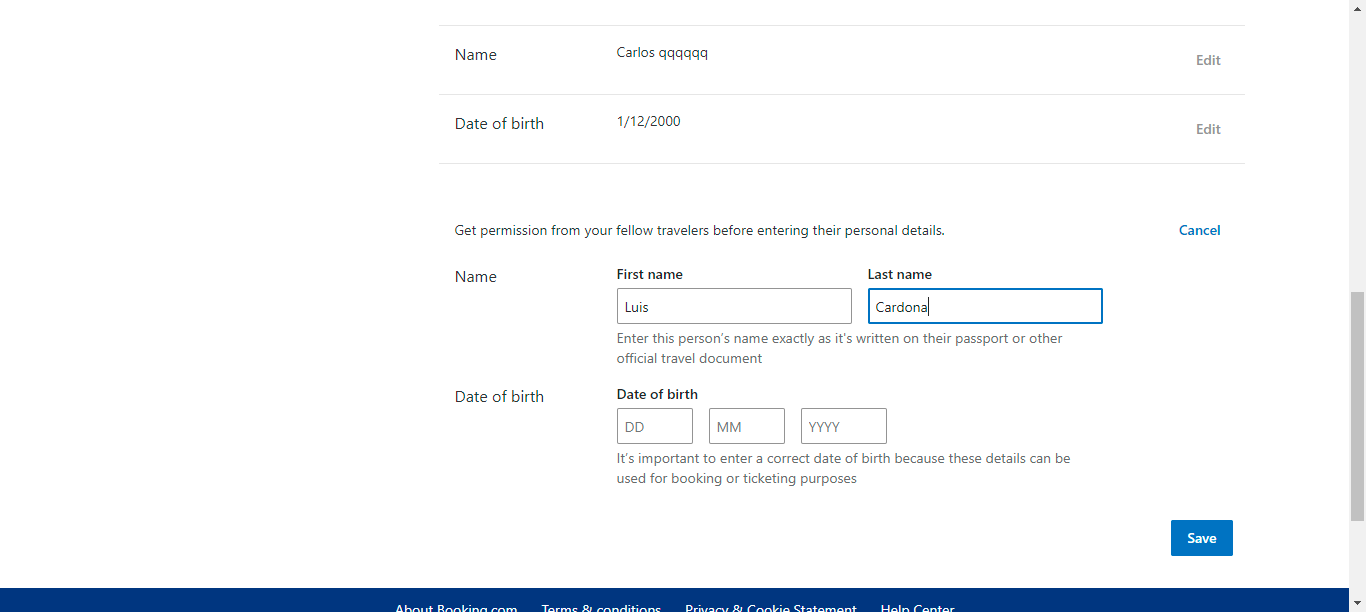 Name
Carlos qqqqqq
Edit
Date of birth
1/12/2000
Edit
Get permission from your fellow travelers before entering their personal details.
Cancel
Name
First name
Last name
Luis
Cardona
Enter this person's name exactly as it's written on their passport or other
official travel document
Date of birth
Date of birth
DD
MM
YYYY
It's important to enter a correct date of birth because these details can be
used for booking or ticketing purposes
Save
About Booking.com
Terms & conditions
Privacy & Cookie Statement
Help Center